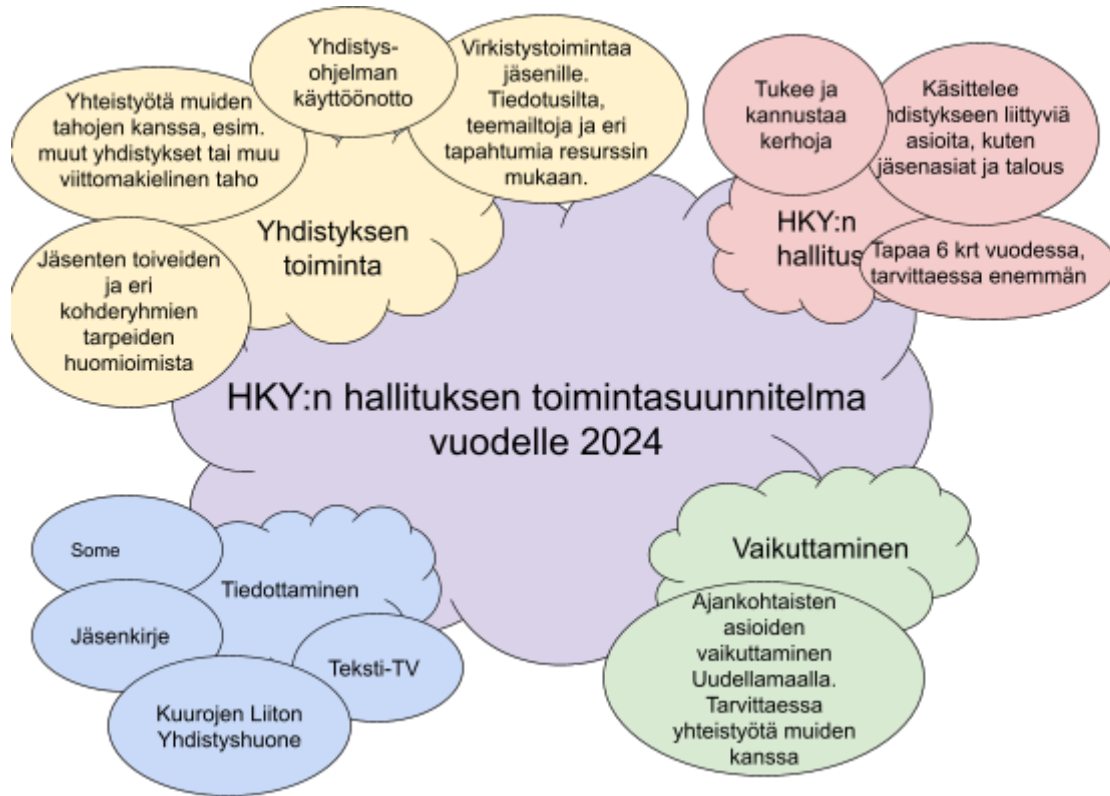 Yhdistys-
ohjelman
käyttöönotto
Virkistystoimintaa
jäsenille.
Tiedotusilta,
teemailtoja ja eri
tapahtumia resurssin
mukaan.
Yhteistyötä muiden
tahojen kanssa, esim.
muut yhdistykset tai muu
viittomakielinen taho
Yhdistyksen
toiminta
Jäsenten toiveiden
ja eri
kohderyhmien
tarpeiden
huomioimista
Tukee ja
kannustaa
kerhoja
Käsittelee
yhdistykseen liittyviä
asioita, kuten
jäsenasiat ja talous
HKY:n
hallitus
Tapaa 6 krt vuodessa,
tarvittaessa enemmän
HKY:n hallituksen toimintasuunnitelma
vuodelle 2024
Some
Tiedottaminen
Jäsenkirje
Teksti-TV
Kuurojen Liiton
Yhdistyshuone
Vaikuttaminen
Ajankohtaisten
asioiden
vaikuttaminen
Uudellamaalla.
Tarvittaessa
yhteistyötä muiden
kanssa